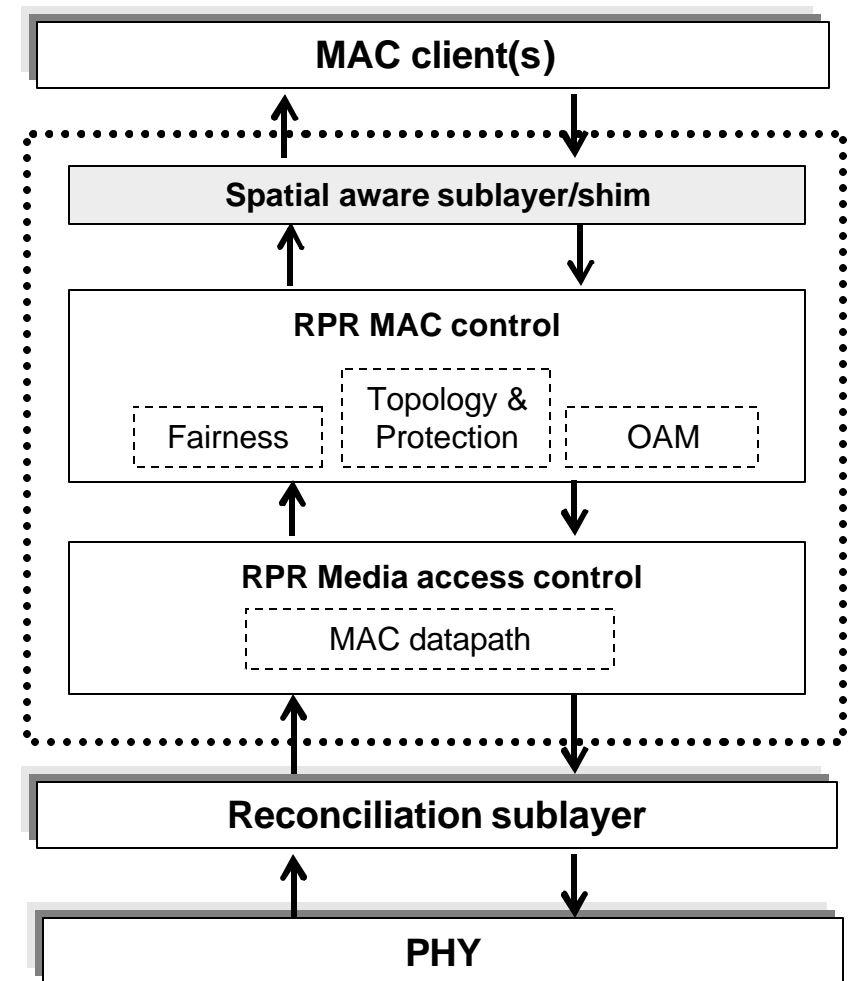 MAC client(s)
Spatial aware sublayer/shim
RPR MAC control
Fairness
Topology &
Protection
OAM
RPR Media access control
MAC datapath
Reconciliation sublayer
PHY